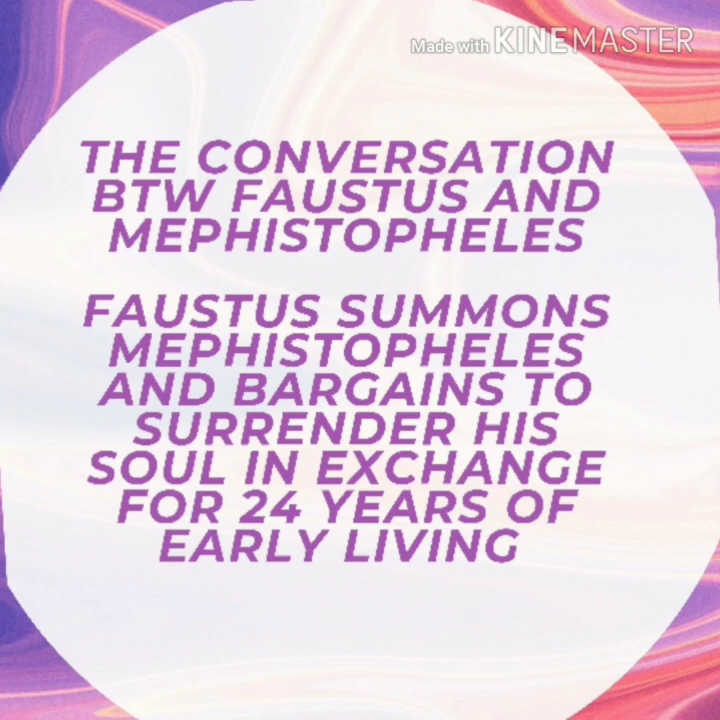 Made with KINEMASTER
THE CONVERSATION
BTW FAUSTUS AND
MEPHISTOPHELES
FAUSTUS SUMMONS
MEPHISTOPHELES
AND BARGAINS TO
SURRENDER HIS
SOUL IN EXCHANGE
FOR 24 YEARS OF
EARLY LIVING